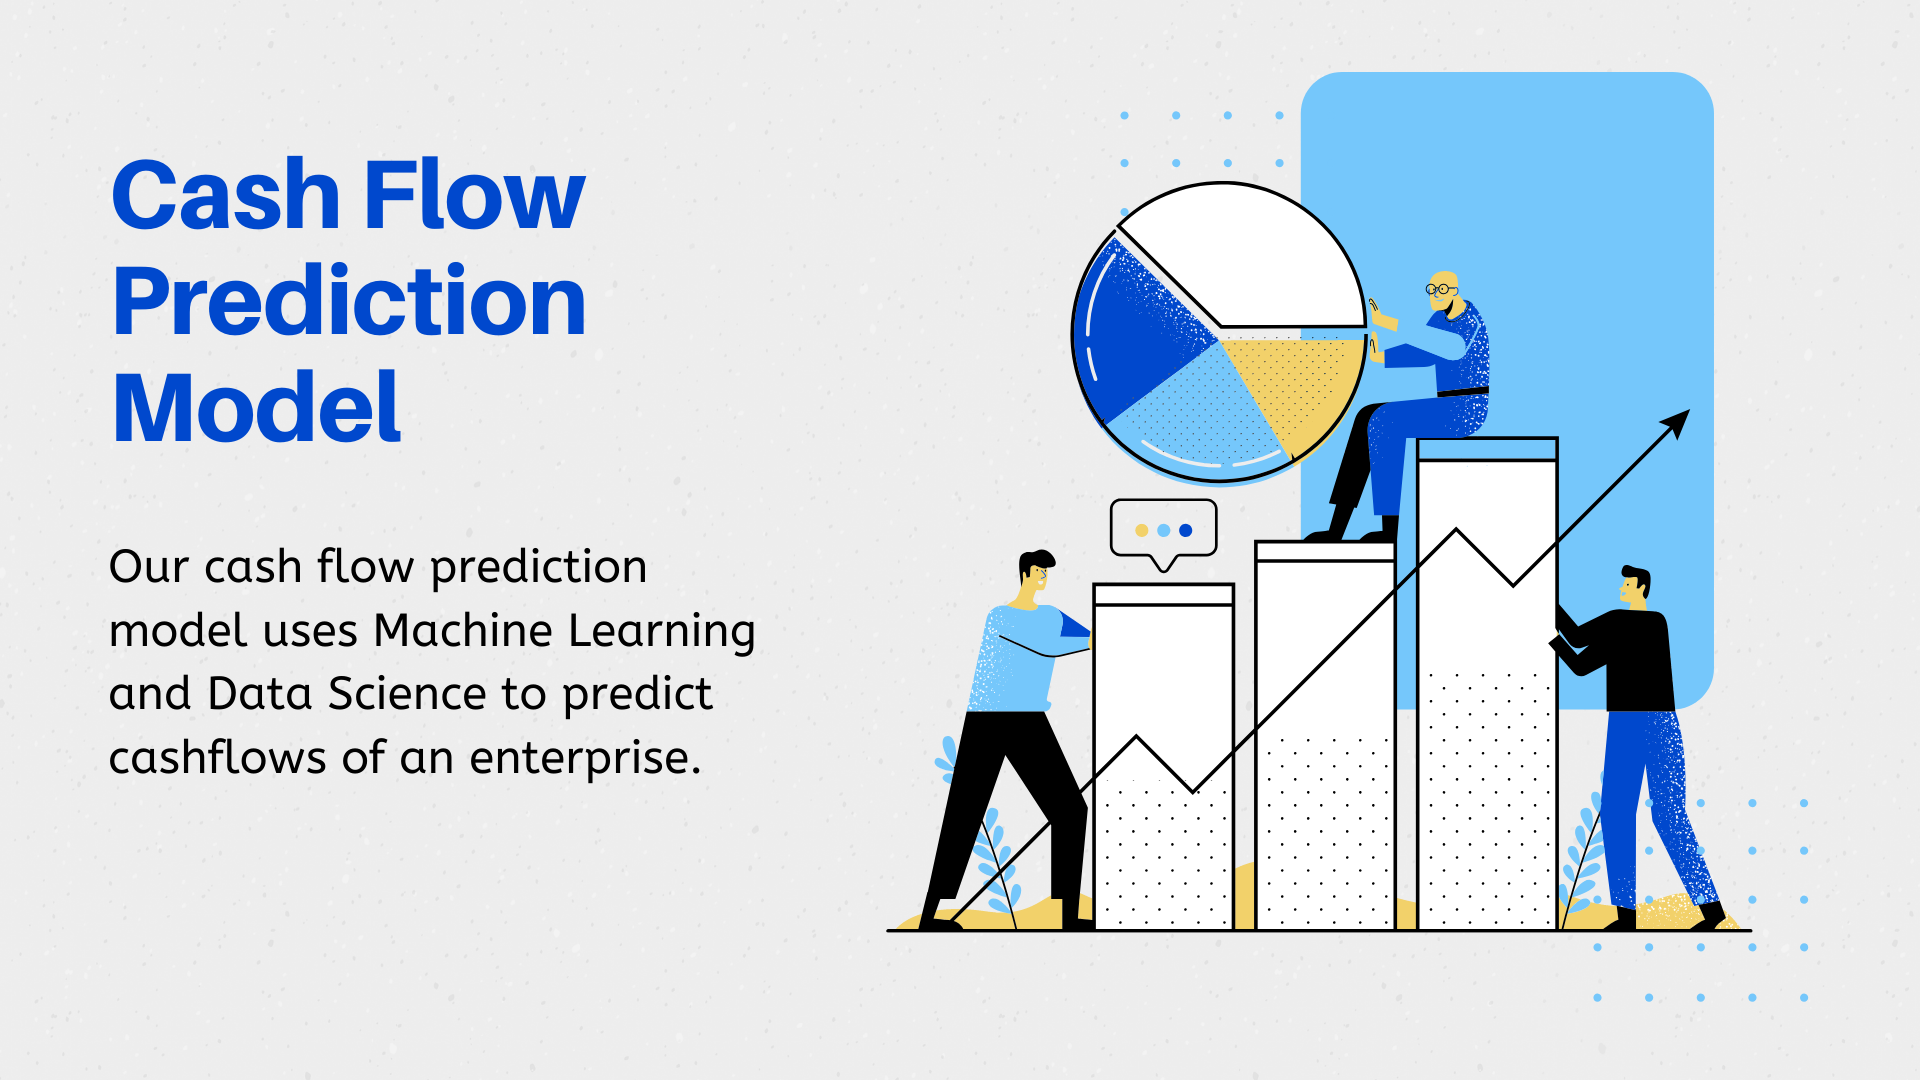 Cash Flow
Prediction
Model
Our cash flow prediction
model uses Machine Learning
and Data Science to predict
cashflows of an enterprise.